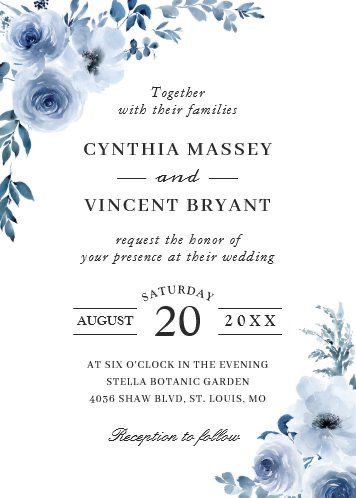 Together
with their families
CYNTHIA MASSEY
and
VINCENT BRYANT
request the honor of
your presence at their wedding
SATURDAY
AUGUST 20 20XX
AT SIX O'CLOCK IN THE EVENING
STELLA BOTANIC GARDEN
4036 SHAW BLVD, ST. LOUIS, MO
Reception to follow